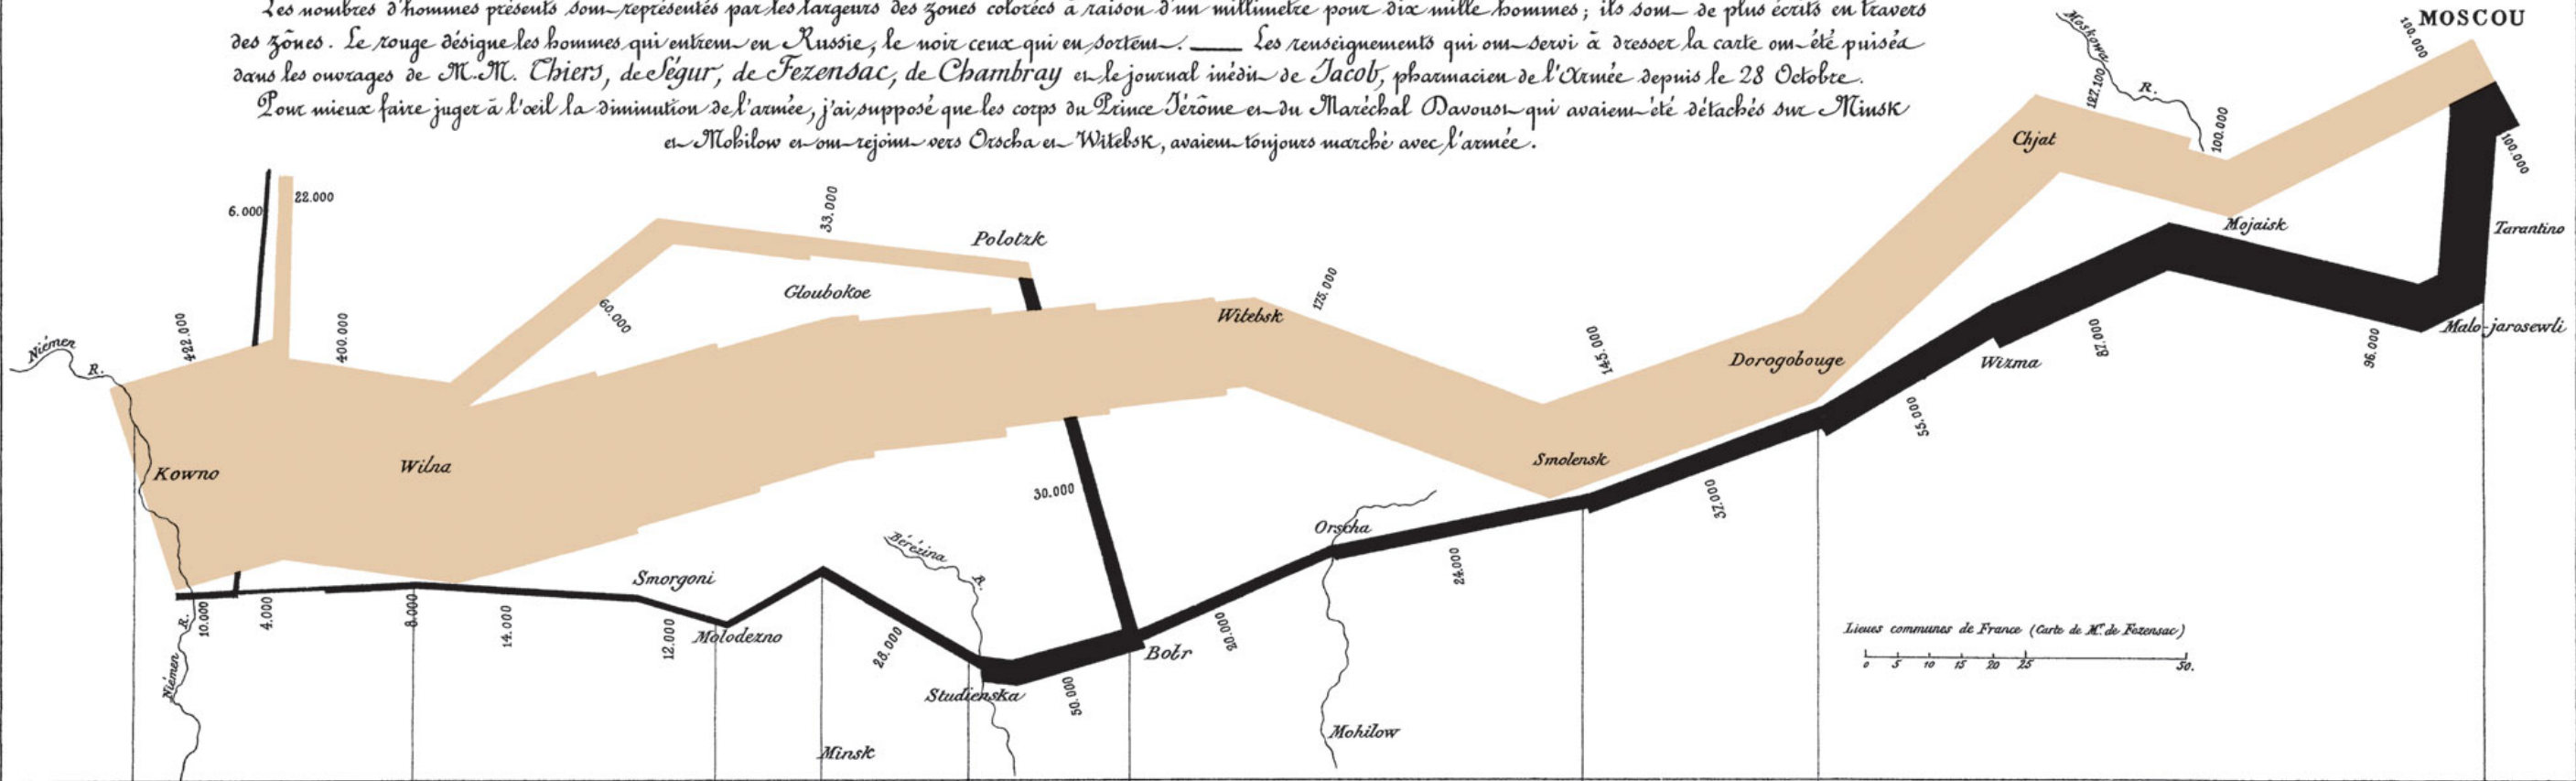 Les nombres d'hommes présents sont représentés par les largeurs des zones colorées à raison d'un millimètre pour dix mille hommes; ils sont de plus écrits en travers
des zônes. Le rouge désigne les hommes qui entrent en Russie, le noir ceux qui en sortent. ___ Les renseignements qui ont servi à dresser la carte ont été puisés
dans les ouvrages de M.M. Thiers, de Ségur, de Fezensac, de Chambray et le journal inédit de Jacob, pharmacien de l'Armée depuis le 28 Octobre.
Pour mieux faire juger à l'œil la diminution de l'armée, j'ai supposé que les corps du Prince Jérôme et du Maréchal Davoust qui avaient été détachés sur Minsk
et Mohilow et ont rejoint vers Orscha et Witebsk, avaient toujours marché avec l'armée.
MOSCOU
100.000
Moskowa
R.
127.100
100.000
Chjat
100.000
Mojaisk
Tarantino
6.000
22.000
33.000
Polotzk
Gloubokoe
60.000
175.000
Witebsk
Niémen
R.
422.000
400.000
145.000
Dorogobouge
Wizma
87.000
96.000
Malo-jarosewli
55.000
Kowno
Wilna
Smolensk
30.000
37.000
Orscha
24.000
Bérézina
R.
Smorgoni
10.000
4.000
8.000
14.000
12.000
Molodezno
28.000
20.000
Botr
Studienska
50.000
R.
Niémen
Minsk
Mohilow
Lieues communes de France (Carte de Mr. de Fezensac)
0 5 10 15 20 25 50.